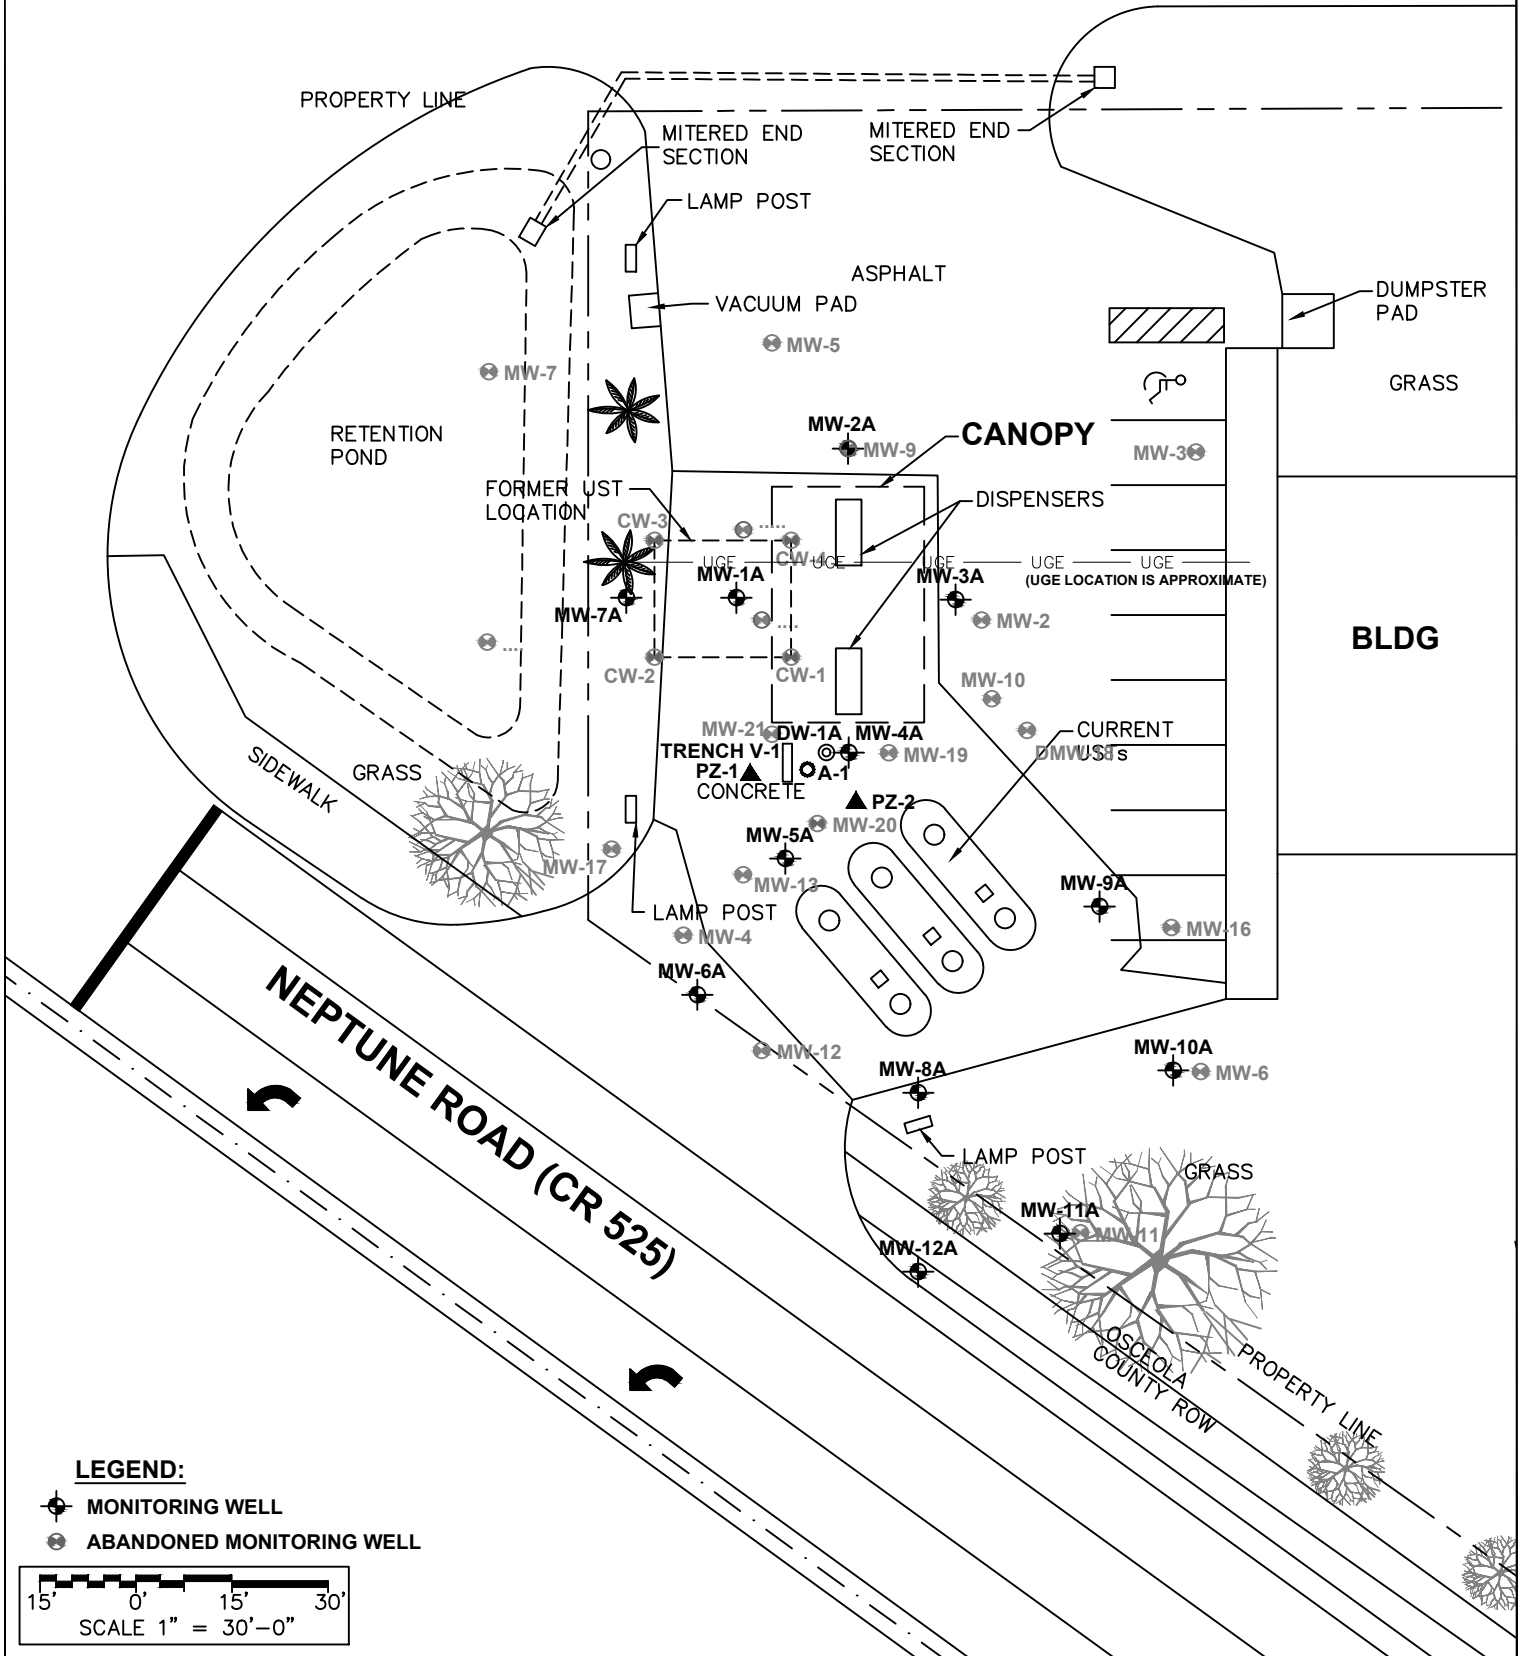 PROPERTY LINE
MITERED END
SECTION
MITERED END
SECTION
LAMP POST
ASPHALT
VACUUM PAD
DUMPSTER
PAD
MW-5
MW-7
GRASS
RETENTION
POND
MW-2A
MW-9
CANOPY
MW-3
FORMER UST
LOCATION
DISPENSERS
CW-3
.....
CW-4
UGE
UGE
UGE
UGE
UGE
(UGE LOCATION IS APPROXIMATE)
MW-1A
MW-3A
MW-7A
....
MW-2
BLDG
....
CW-2
CW-1
MW-10
MW-21
DW-1A
MW-4A
CURRENT
USTs
DMW-18
TRENCH V-1
MW-19
PZ-1
A-1
CONCRETE
SIDEWALK
GRASS
PZ-2
MW-20
MW-5A
MW-17
MW-13
MW-9A
LAMP POST
MW-4
MW-16
MW-6A
NEPTUNE ROAD (CR 525)
MW-12
MW-10A
MW-8A
MW-6
LAMP POST
GRASS
MW-11A
MW-11
MW-12A
OSCEOLA
COUNTY ROW
PROPERTY LINE
LEGEND:
MONITORING WELL
ABANDONED MONITORING WELL
15' 0' 15' 30'
SCALE 1" = 30'-0"